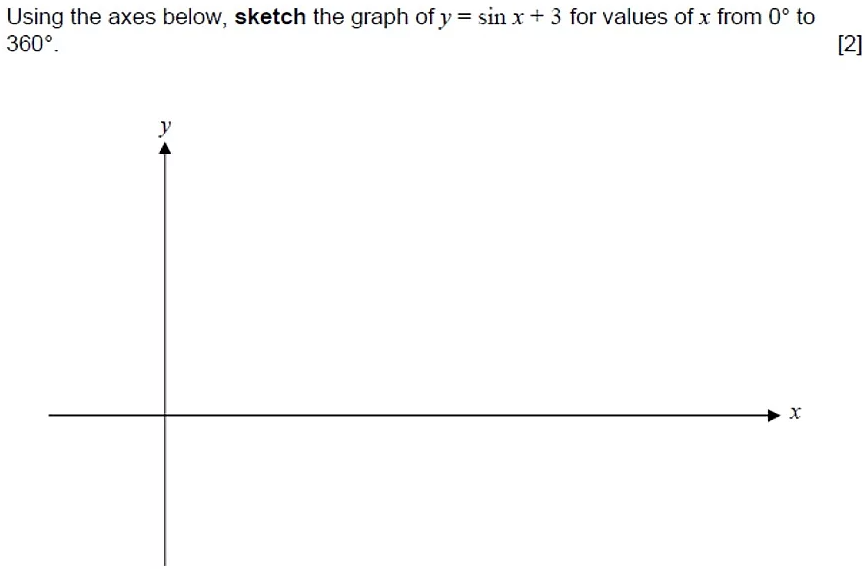 Using the axes below, sketch the graph of y = sin x + 3 for values of x from 0° to
360°. [2]
y
x